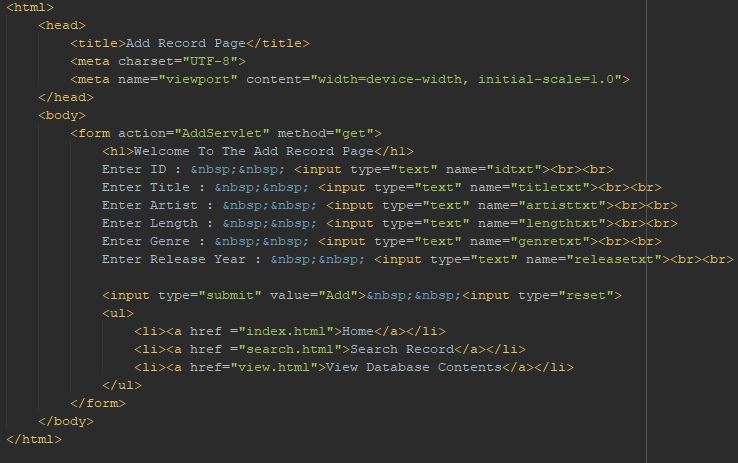 <html>
<head>
<title>Add Record Page</title>
<meta charset="UTF-8">
<meta name="viewport" content="width=device-width, initial-scale=1.0">
</head>
<body>
<form action="AddServlet" method="get">
<h1>Welcome To The Add Record Page</h1>
Enter ID : &nbsp;&nbsp; <input type="text" name="idtxt"><br><br>
Enter Title : &nbsp;&nbsp; <input type="text" name="titletxt"><br><br>
Enter Artist : &nbsp;&nbsp; <input type="text" name="artisttxt"><br><br>
Enter Length : &nbsp;&nbsp; <input type="text" name="lengthtxt"><br><br>
Enter Genre : &nbsp;&nbsp; <input type="text" name="genretxt"><br><br>
Enter Release Year : &nbsp;&nbsp; <input type="text" name="releasetxt"><br><br>
<input type="submit" value="Add">&nbsp;&nbsp;<input type="reset">
<ul>
<li><a href ="index.html">Home</a></li>
<li><a href ="search.html">Search Record</a></li>
<li><a href="view.html">View Database Contents</a></li>
</ul>
</form>
</body>
</html>